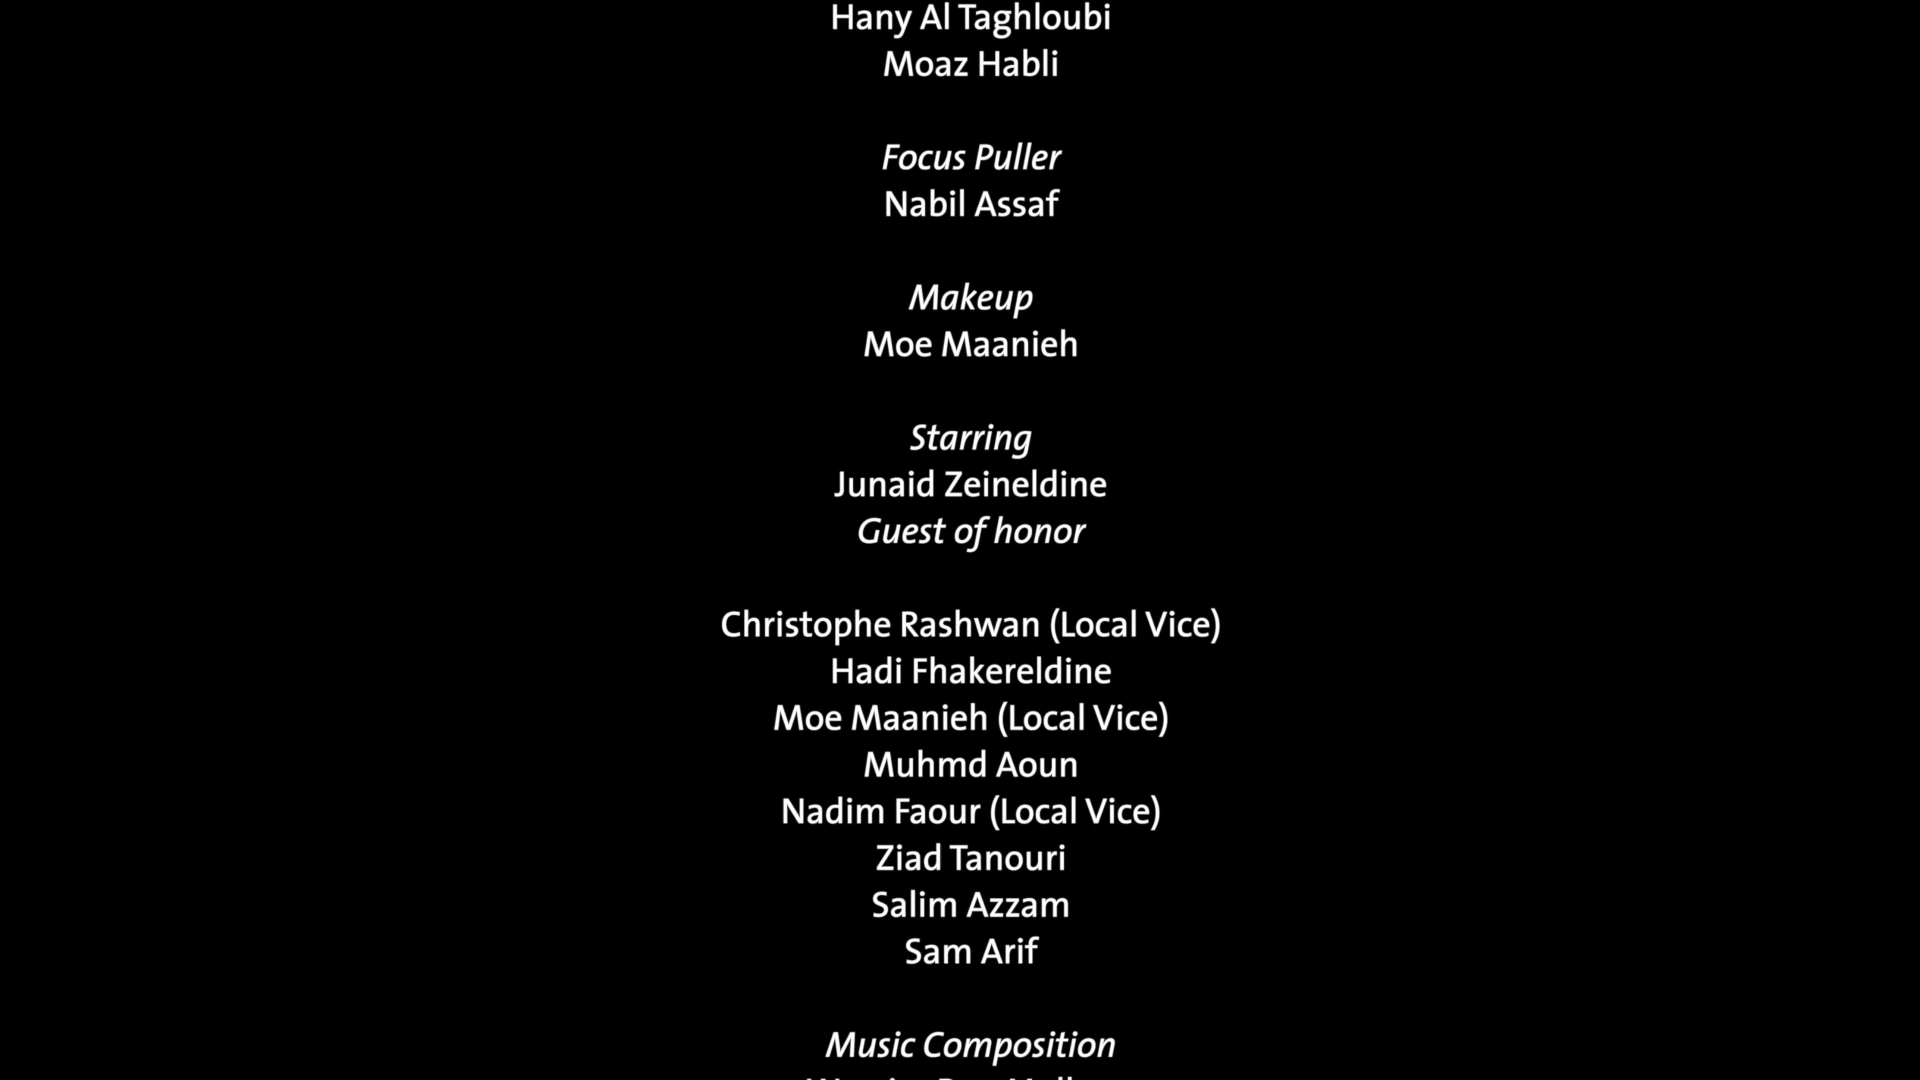 Hany Al Taghloubi
Moaz Habli
Focus Puller
Nabil Assaf
Makeup
Moe Maanieh
Starring
Junaid Zeineldine
Guest of honor
Christophe Rashwan (Local Vice)
Hadi Fhakereldine
Moe Maanieh (Local Vice)
Muhmd Aoun
Nadim Faour (Local Vice)
Ziad Tanouri
Salim Azzam
Sam Arif
Music Composition